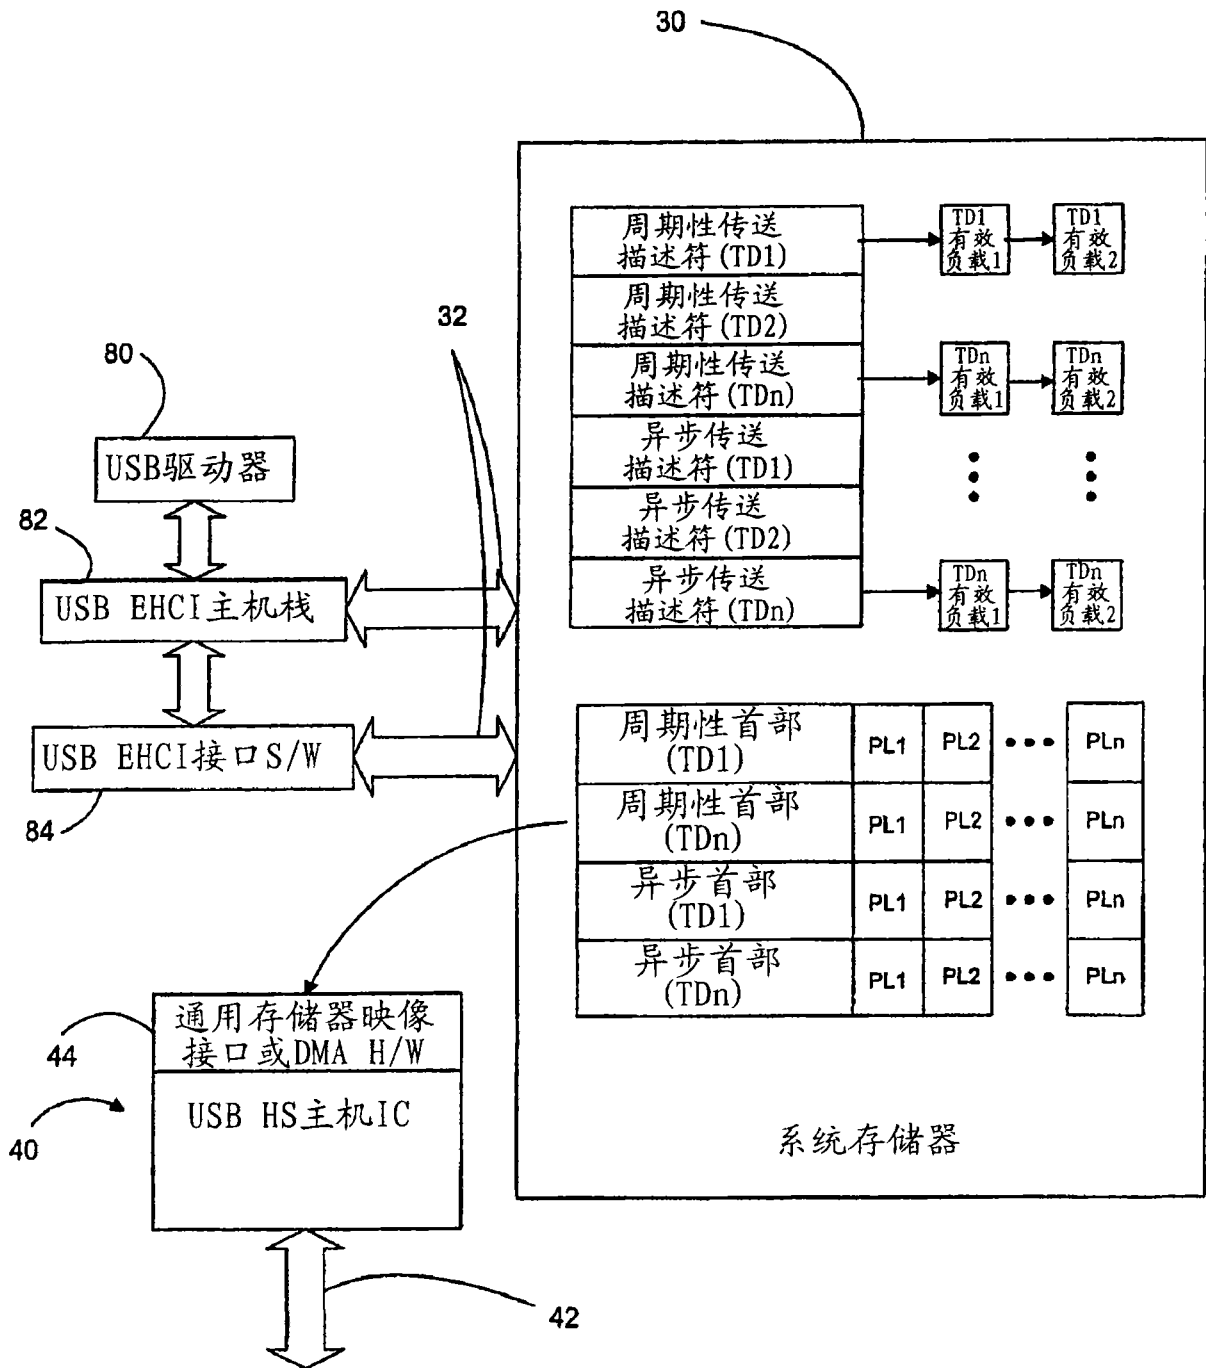 30
周期性传送
描述符(TD1)
TD1
有效
负载1
TD1
有效
负载2
周期性传送
描述符(TD2)
周期性传送
描述符(TDn)
TDn
有效
负载1
TDn
有效
负载2
异步传送
描述符(TD1)
异步传送
描述符(TD2)
异步传送
描述符(TDn)
TDn
有效
负载1
TDn
有效
负载2
32
80
USB驱动器
82
USB EHCI主机栈
USB EHCI接口S/W
84
周期性首部
(TD1)
PL1
PL2
PLn
周期性首部
(TDn)
PL1
PL2
PLn
异步首部
(TD1)
PL1
PL2
PLn
异步首部
(TDn)
PL1
PL2
PLn
系统存储器
44
通用存储器映像
接口或DMA H/W
40
USB HS主机IC
42